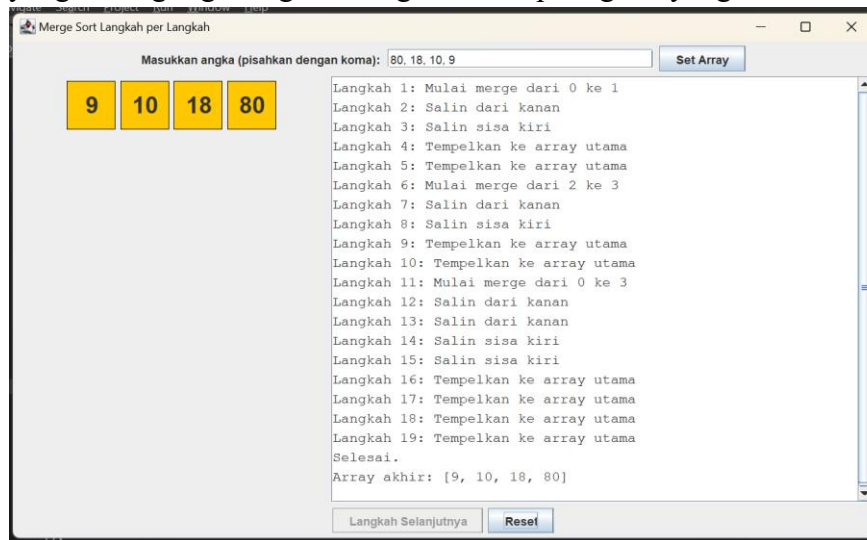 Merge Sort Langkah per Langkah
Masukkan angka (pisahkan dengan koma): 80, 18, 10, 9 Set Array
9 10 18 80
Langkah 1: Mulai merge dari 0 ke 1
Langkah 2: Salin dari kanan
Langkah 3: Salin sisa kiri
Langkah 4: Tempelkan ke array utama
Langkah 5: Tempelkan ke array utama
Langkah 6: Mulai merge dari 2 ke 3
Langkah 7: Salin dari kanan
Langkah 8: Salin sisa kiri
Langkah 9: Tempelkan ke array utama
Langkah 10: Tempelkan ke array utama
Langkah 11: Mulai merge dari 0 ke 3
Langkah 12: Salin dari kanan
Langkah 13: Salin dari kanan
Langkah 14: Salin sisa kiri
Langkah 15: Salin sisa kiri
Langkah 16: Tempelkan ke array utama
Langkah 17: Tempelkan ke array utama
Langkah 18: Tempelkan ke array utama
Langkah 19: Tempelkan ke array utama
Selesai.
Array akhir: [9, 10, 18, 80]
Langkah Selanjutnya Reset